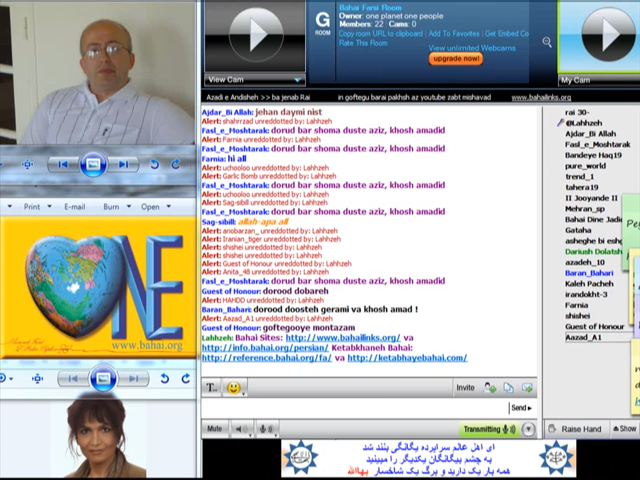 Bahai Farsi Room
Owner: one planet one people
Members: 22 Cams: 0
G
ROOM
Copy room URL to clipboard | Add To Favorites | Get Embed Co
Rate This Room
View unlimited Webcams
upgrade now!
View Cam
My Cam
Azadi e Andisheh >> ba jenab Rai
in goftegu barai pakhsh az youtube zabt mishavad
www.bahailinks.org
Ajdar_Bi Allah: jehan daymi nist
Alert: shahrrzad unreddotted by: Lahhzeh
Fasl_e_Moshtarak: dorud bar shoma duste aziz, khosh amadid
Alert: Farnia unreddotted by: Lahhzeh
Fasl_e_Moshtarak: dorud bar shoma duste aziz, khosh amadid
Farnia: hi all
Alert: uchooloo unreddotted by: Lahhzeh
Alert: Garlic Bomb unreddotted by: Lahhzeh
Fasl_e_Moshtarak: dorud bar shoma duste aziz, khosh amadid
Alert: uchooloo unreddotted by: Lahhzeh
Alert: Sag-sibill unreddotted by: Lahhzeh
Fasl_e_Moshtarak: dorud bar shoma duste aziz, khosh amadid
Sag-sibill: allah-apa all
Alert: ariobarzan_ unreddotted by: Lahhzeh
Alert: Iranian_tiger unreddotted by: Lahhzeh
Alert: shishei unreddotted by: Lahhzeh
Alert: shishei unreddotted by: Lahhzeh
Alert: Guest of Honour unreddotted by: Lahhzeh
Alert: Anita_48 unreddotted by: Lahhzeh
Fasl_e_Moshtarak: dorud bar shoma duste aziz, khosh amadid
Guest of Honour: dorood dobareh
Alert: HAHDD unreddotted by: Lahhzeh
Baran_Bahari: dorood doosteh gerami va khosh amad !
Alert: Aazad_A1 unreddotted by: Lahhzeh
Guest of Honour: goftegooye montazam
Lahhzeh: Bahai Sites: http://www.bahailinks.org/ va
http://info.bahai.org/persian/ Ketabkhaneh Bahai:
http://reference.bahai.org/fa/ va http://ketabhayebahai.com/
rai 30-
@Lahhzeh
Ajdar_Bi Allah
Fasl_e_Moshtarak
Bandeye Haq19
pure_world
trend_1
tahera19
II Jooyande II
Mehran_sp
Bahai Dine Jadid
Gataha
asheghe bi esh
Dariush Dolatsh
azadeh_10
Baran_Bahari
Kaleh Pacheh
irandokht-3
Farnia
shishei
Guest of Honour
Aazad_A1
Print
E-mail
Burn
Open
ONE
www.bahai.org
T...
Invite
Send
Mute
Transmitting
Raise Hand
Show
ای اهل عالم سراپرده یگانگی بلند شد
به چشم بیگانگان یکدیگر را مبینید
همه بار یک دارید و برگ یک شاخسار بهاالله